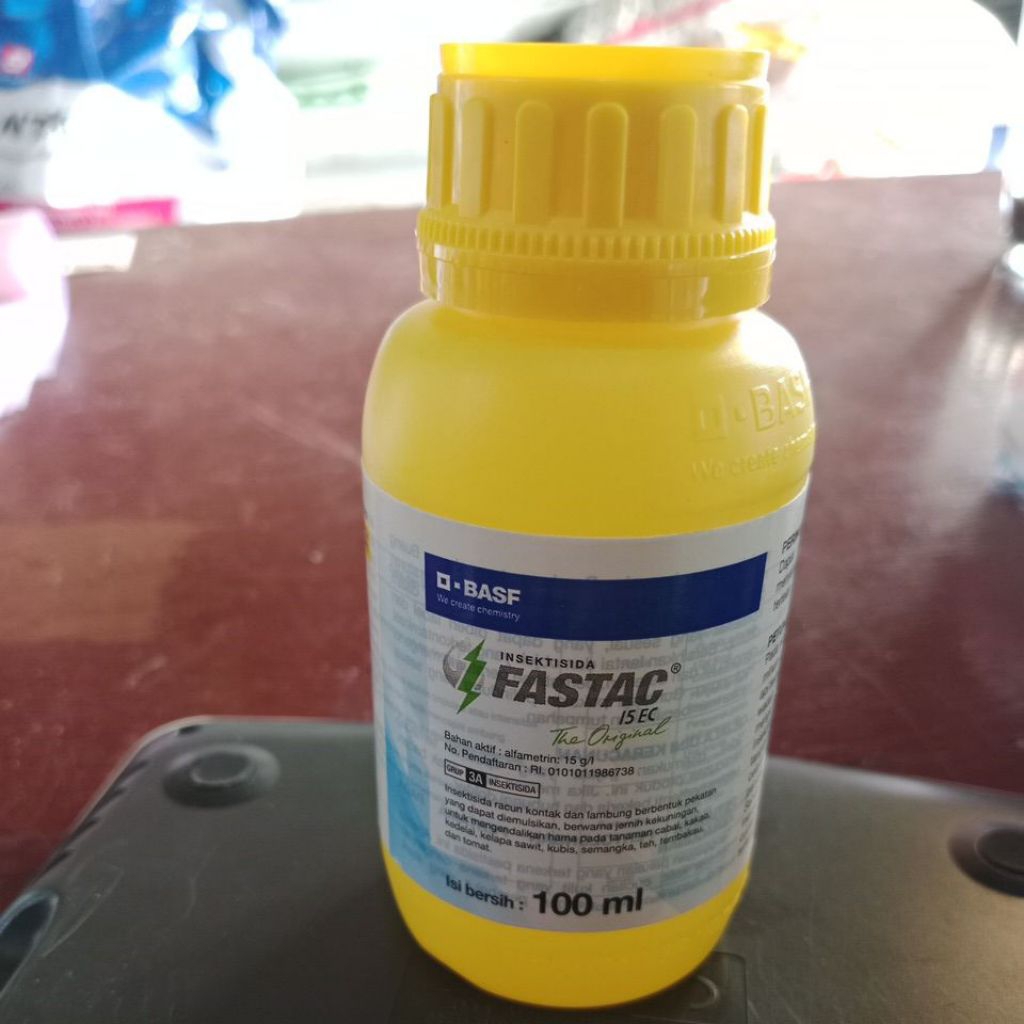 BASF
We create chemistry
BASF
We create chemistry
INSEKTISIDA
FASTAC®
15 EC
The Original
Bahan aktif : alfametrin: 15 g/l
No. Pendaftaran : RI. 0101011986738
GRUP 3A INSEKTISIDA
Insektisida racun kontak dan lambung berbentuk pekatan
yang dapat diemulsikan, berwarna jernih kekuningan,
untuk mengendalikan hama pada tanaman cabai, kakao,
kedelai, kelapa sawit, kubis, semangka, teh, tembakau,
dan tomat.
Isi bersih : 100 ml